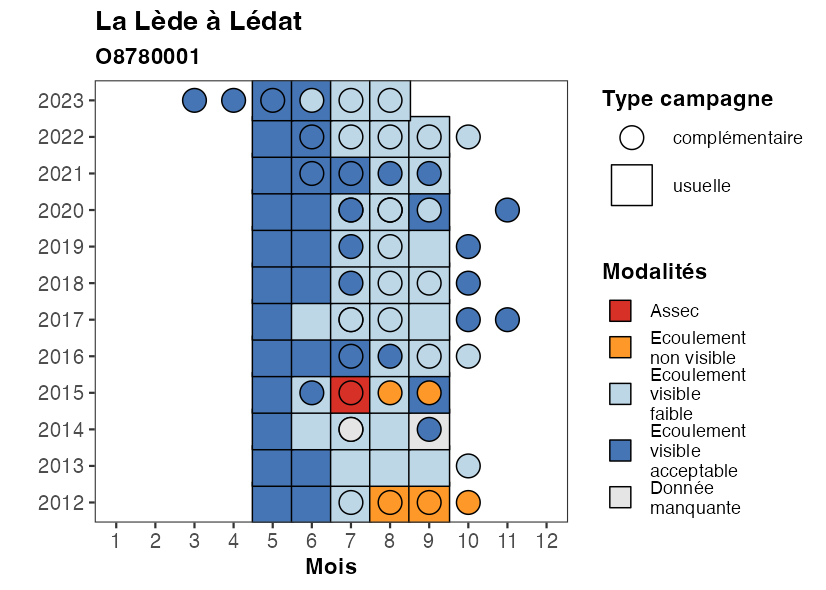 La Lède à Lédat
O8780001
2023
2022
2021
2020
2019
2018
2017
2016
2015
2014
2013
2012
1 2 3 4 5 6 7 8 9 10 11 12
Mois
Type campagne
complémentaire
usuelle
Modalités
Assec
Ecoulement
non visible
Ecoulement
visible
faible
Ecoulement
visible
acceptable
Donnée
manquante